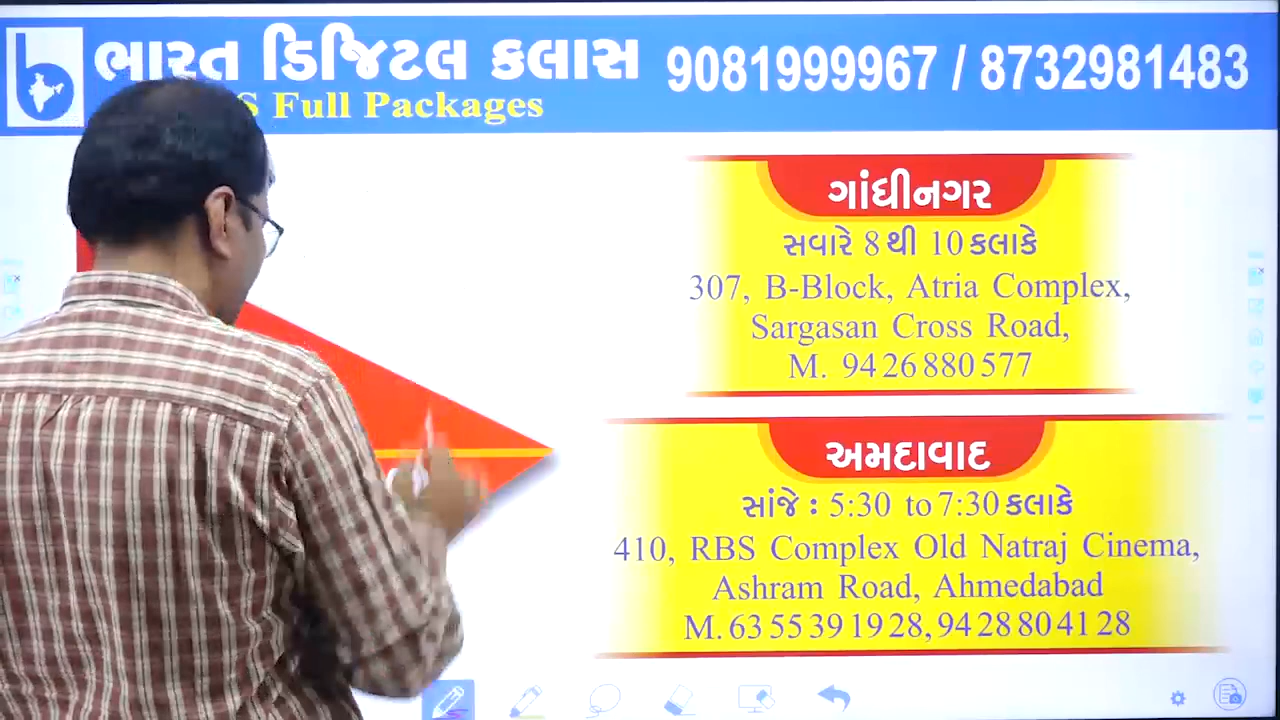 ભારત ડિજિટલ કલાસ 9081999967 / 8732981483
Full Packages
ગાંધીનગર
સવારે 8 થી 10 કલાકે
307, B-Block, Atria Complex,
Sargasan Cross Road,
M. 9426880577
અમદાવાદ
સાંજે : 5:30 to 7:30 કલાકે
410, RBS Complex Old Natraj Cinema,
Ashram Road, Ahmedabad
M. 6355391928, 9428804128